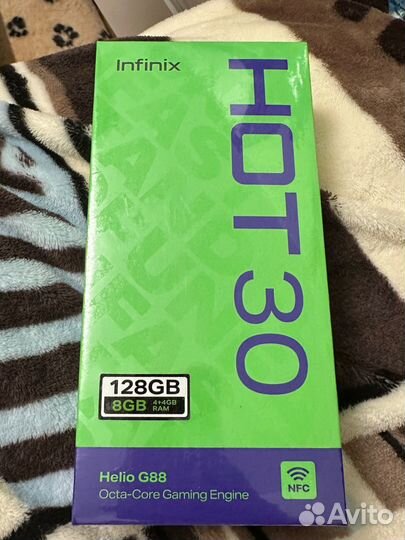 Infinix
HOT 30
128GB
8GB 4+4GB RAM
Helio G88
Octa-Core Gaming Engine
NFC
Avito